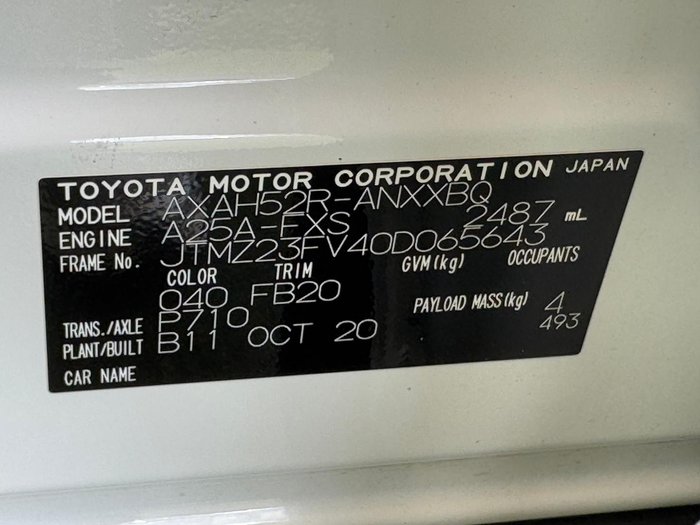 TOYOTA MOTOR CORPORATION JAPAN
MODEL AXAH52R-ANXXBQ
ENGINE A25A-FXS 2487 mL
FRAME No. JTMZ23FV40D065643
COLOR TRIM GVM(kg) OCCUPANTS
040 FB20
TRANS./AXLE P710 PAYLOAD MASS(kg) 4
PLANT/BUILT B11 OCT 20 493
CAR NAME